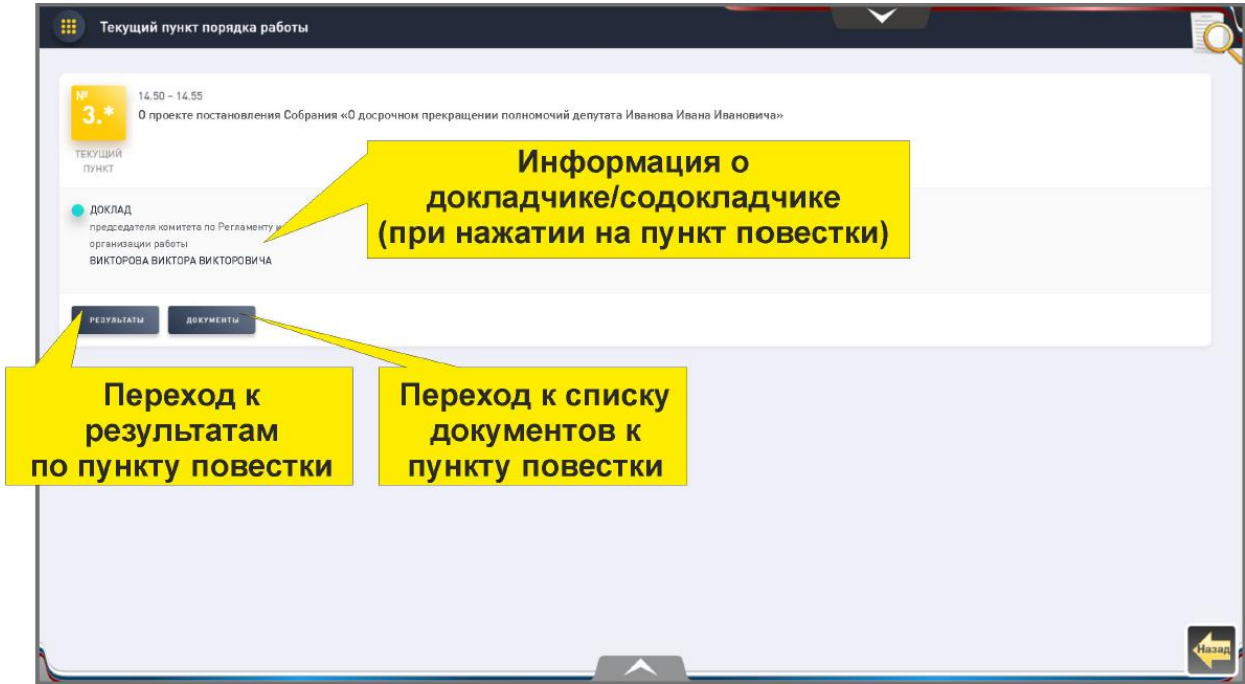 Текущий пункт порядка работы
№
3.*
ТЕКУЩИЙ
ПУНКТ
14.50 – 14.55
О проекте постановления Собрания «О досрочном прекращении полномочий депутата Иванова Ивана Ивановича»
Информация о
докладчике/содокладчике
(при нажатии на пункт повестки)
ДОКЛАД
председателя комитета по Регламенту и
организации работы
ВИКТОРОВА ВИКТОРА ВИКТОРОВИЧА
РЕЗУЛЬТАТЫ
ДОКУМЕНТЫ
Переход к
результатам
по пункту повестки
Переход к списку
документов к
пункту повестки
Назад